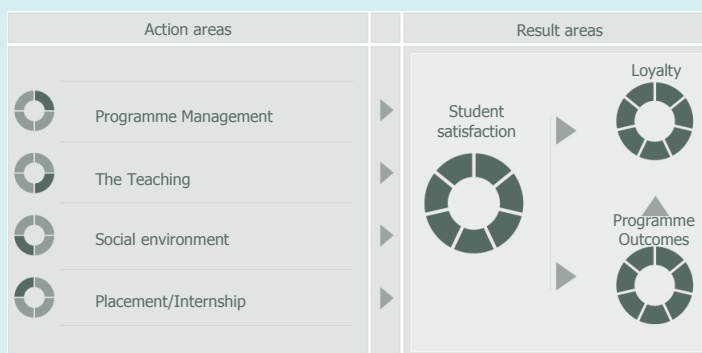 Action areas
Result areas
Programme Management
The Teaching
Social environment
Placement/Internship
Student
satisfaction
Loyalty
Programme
Outcomes